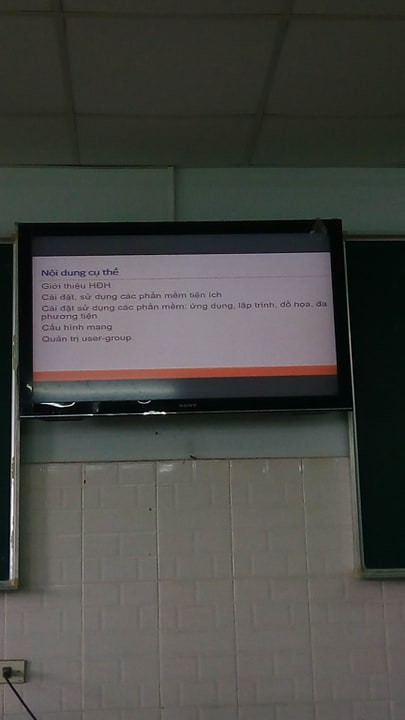 Nội dung cụ thể
Giới thiệu HĐH
Cài đặt, sử dụng các phần mềm tiện ích
Cài đặt sử dụng các phần mềm: ứng dụng, lập trình, đồ họa, đa
phương tiện
Cấu hình mạng
Quản trị user-group
SONY